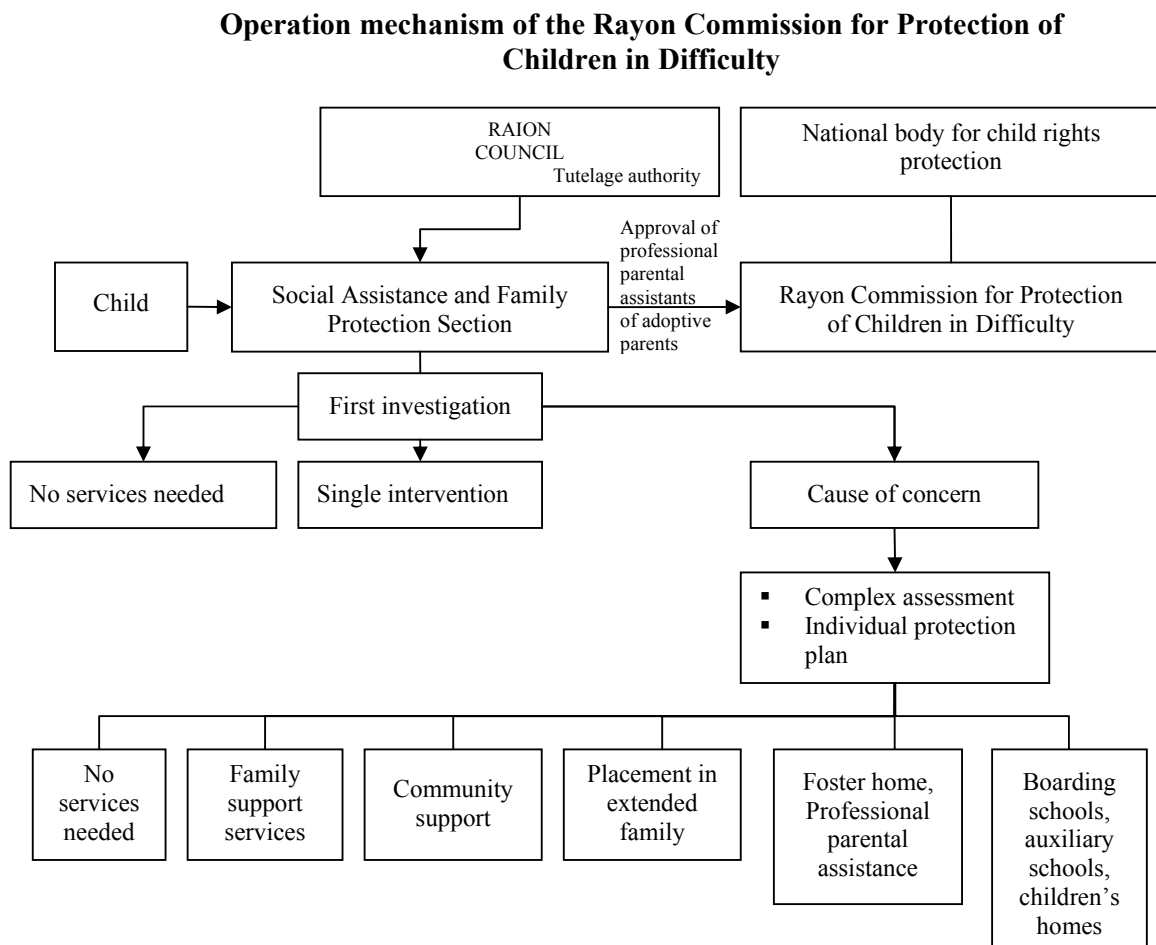 Operation mechanism of the Rayon Commission for Protection of
Children in Difficulty
RAION
COUNCIL
Tutelage authority
National body for child rights
protection
Child
Social Assistance and Family
Protection Section
Approval of
professional
parental
assistants
of adoptive
parents
Rayon Commission for Protection
of Children in Difficulty
First investigation
No services needed
Single intervention
Cause of concern
▪ Complex assessment
▪ Individual protection
plan
No
services
needed
Family
support
services
Community
support
Placement in
extended
family
Foster home,
Professional
parental
assistance
Boarding
schools,
auxiliary
schools,
children’s
homes